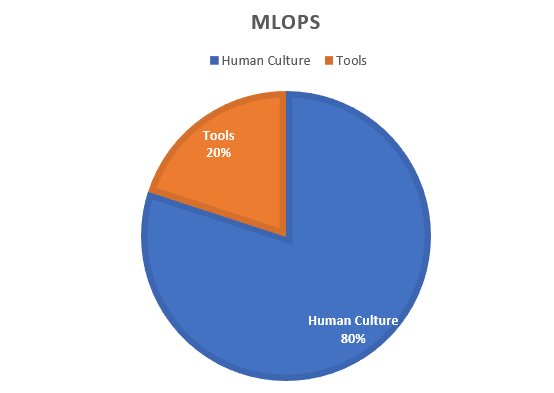 MLOPS
Human Culture Tools
Tools
20%
Human Culture
80%